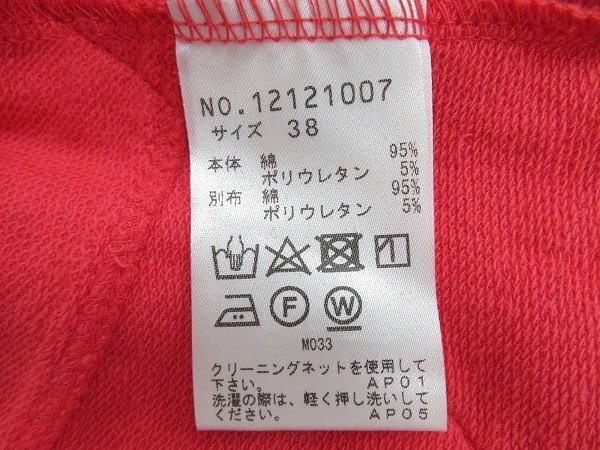 NO.12121007
サイズ 38
本体 綿 95%
ポリウレタン 5%
別布 綿 95%
ポリウレタン 5%
F W
M033
クリーニングネットを使用して
下さい。 AP01
洗濯の際は、軽く押し洗いして
ください。 AP05